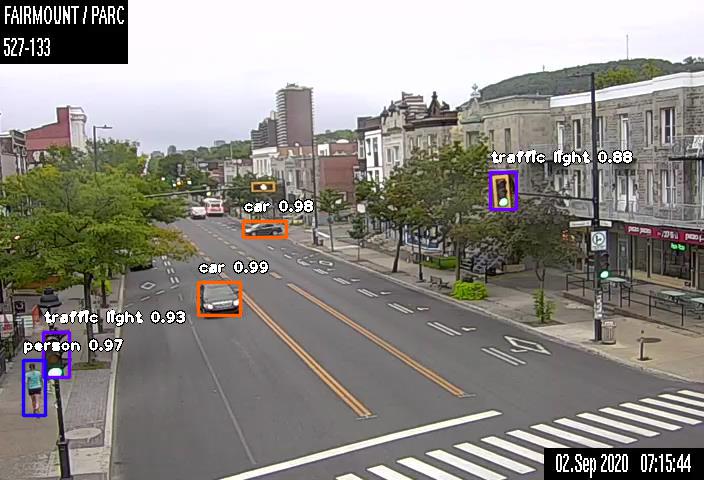 FAIRMOUNT / PARC
527-133
traffic light 0.88
car 0.98
car 0.99
traffic light 0.93
person 0.97
02.Sep 2020 07:15:44